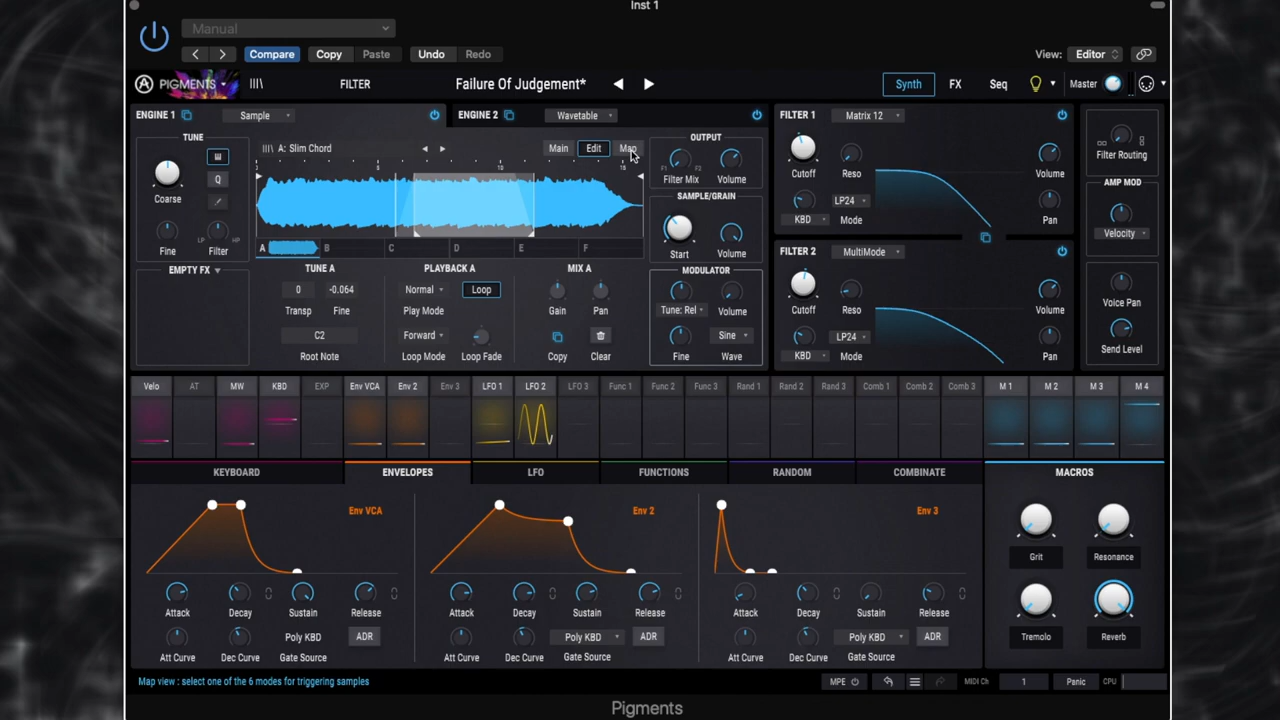 Inst 1
Manual
Compare Copy Paste Undo Redo View: Editor
PIGMENTS FILTER Failure Of Judgement* Synth FX Seq Master
ENGINE 1 Sample ENGINE 2 Wavetable FILTER 1 Matrix 12
TUNE
Coarse
Q
Fine
LP HP
Filter
A: Slim Chord Main Edit Map
0 5 10 15
A B C D E F
OUTPUT
F1 F2
Filter Mix Volume
SAMPLE/GRAIN
Start Volume
Cutoff Reso Volume
LP24
KBD Mode Pan
FILTER 2 MultiMode
Cutoff Reso Volume
LP24
KBD Mode Pan
Filter Routing
AMP MOD
Velocity
Voice Pan
Send Level
EMPTY FX
TUNE A PLAYBACK A MIX A MODULATOR
0 -0.064 Normal Loop Tune: Rel Volume
Transp Fine Play Mode Gain Pan
C2 Forward Sine
Root Note Loop Mode Loop Fade Copy Clear Fine Wave
Velo AT MW KBD EXP Env VCA Env 2 Env 3 LFO 1 LFO 2 LFO 3 Func 1 Func 2 Func 3 Rand 1 Rand 2 Rand 3 Comb 1 Comb 2 Comb 3 M 1 M 2 M 3 M 4
KEYBOARD ENVELOPES LFO FUNCTIONS RANDOM COMBINATE MACROS
Env VCA Env 2 Env 3
Attack Decay Sustain Release Attack Decay Sustain Release Attack Decay Sustain Release
Poly KBD ADR Poly KBD ADR Poly KBD ADR
Att Curve Dec Curve Gate Source Att Curve Dec Curve Gate Source Att Curve Dec Curve Gate Source
Grit Resonance
Tremolo Reverb
Map view : select one of the 6 modes for triggering samples MPE MIDI Ch 1 Panic CPU
Pigments